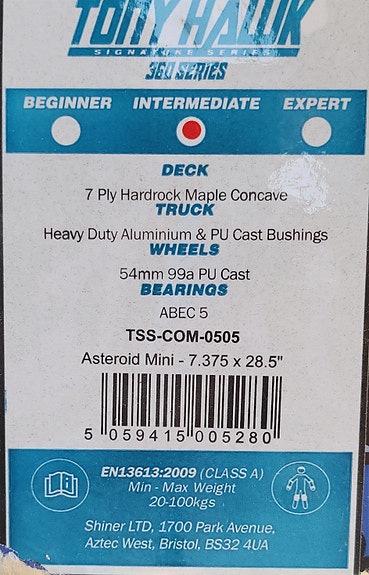 TONY HAWK
SIGNATURE SERIES
360 SERIES
BEGINNER INTERMEDIATE EXPERT
DECK
7 Ply Hardrock Maple Concave
TRUCK
Heavy Duty Aluminium & PU Cast Bushings
WHEELS
54mm 99a PU Cast
BEARINGS
ABEC 5
TSS-COM-0505
Asteroid Mini - 7.375 x 28.5"
5 059415 005280
EN13613:2009 (CLASS A)
Min - Max Weight
20-100kgs
Shiner LTD, 1700 Park Avenue,
Aztec West, Bristol, BS32 4UA